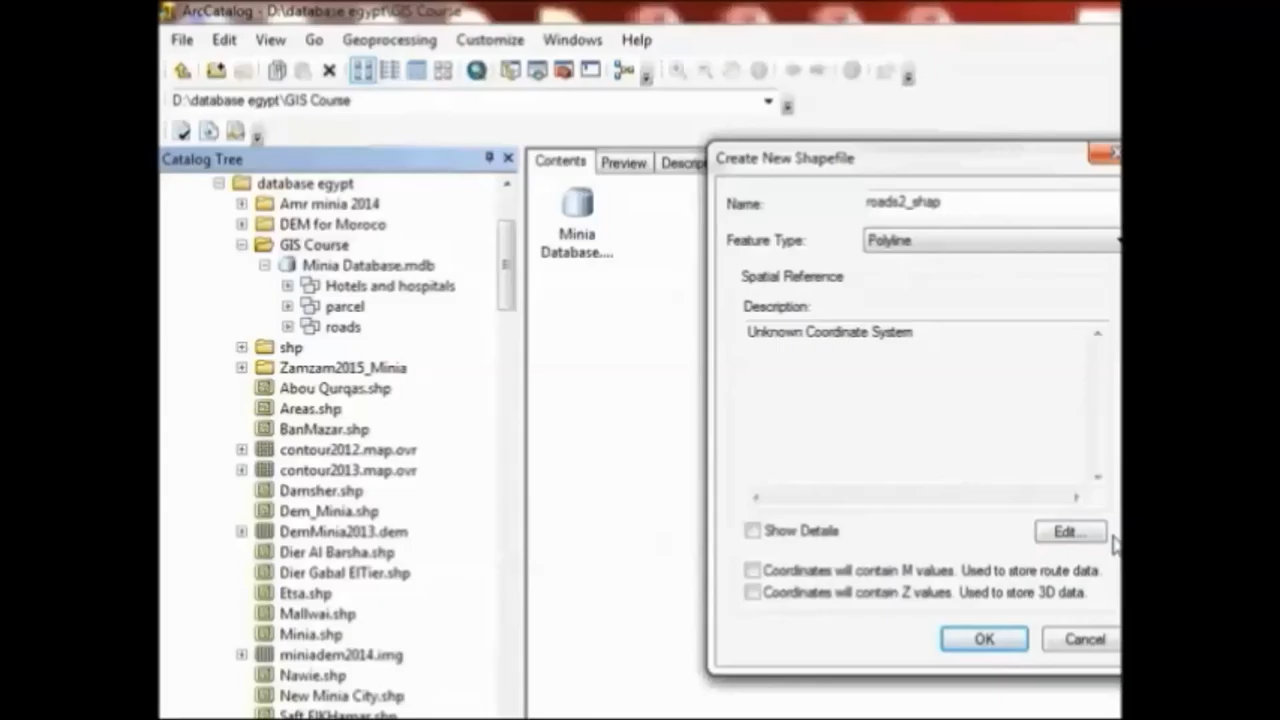 ArcCatalog - D:\database egypt\GIS Course
File Edit View Go Geoprocessing Customize Windows Help
D:\database egypt\GIS Course
Catalog Tree
database egypt
Amr minia 2014
DEM for Moroco
GIS Course
Minia Database.mdb
Hotels and hospitals
parcel
roads
shp
Zamzam2015_Minia
Abou Qurqas.shp
Areas.shp
BanMazar.shp
contour2012.map.ovr
contour2013.map.ovr
Damsher.shp
Dem_Minia.shp
DemMinia2013.dem
Dier Al Barsha.shp
Dier Gabal ElTier.shp
Etsa.shp
Mallwai.shp
Minia.shp
miniadem2014.img
Nawie.shp
New Minia City.shp
Saft ElKHamar.shp
Contents Preview Descrip
Minia
Database....
Create New Shapefile
Name: roads2_shap
Feature Type: Polyline
Spatial Reference
Description:
Unknown Coordinate System
Show Details Edit...
Coordinates will contain M values. Used to store route data.
Coordinates will contain Z values. Used to store 3D data.
OK Cancel